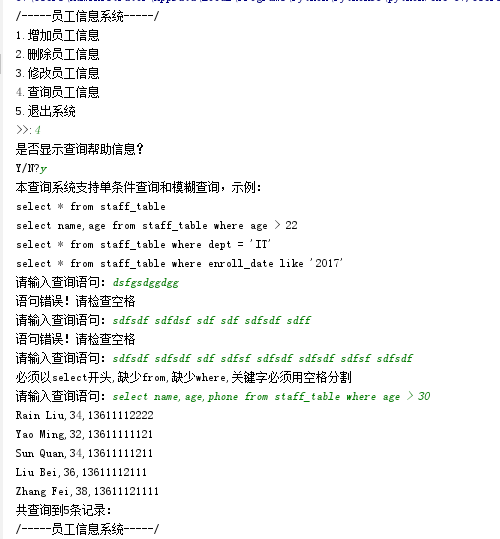 /-----员工信息系统-----/
1.增加员工信息
2.删除员工信息
3.修改员工信息
4.查询员工信息
5.退出系统
>>:4
是否显示查询帮助信息?
Y/N?y
本查询系统支持单条件查询和模糊查询，示例：
select * from staff_table
select name,age from staff_table where age > 22
select * from staff_table where dept = 'IT'
select * from staff_table where enroll_date like '2017'
请输入查询语句：dsfgsdggdgg
语句错误！请检查空格
请输入查询语句：sdfsdf sdfdsf sdf sdf sdfsdf sdff
语句错误！请检查空格
请输入查询语句：sdfsdf sdfsdf sdf sdfsf sdfsdf sdfsdf sdfsf sdfsdf
必须以select开头,缺少from,缺少where,关键字必须用空格分割
请输入查询语句：select name,age,phone from staff_table where age > 30
Rain Liu,34,13611112222
Yao Ming,32,13611111121
Sun Quan,34,13611111211
Liu Bei,36,13611112111
Zhang Fei,38,13611121111
共查询到5条记录：
/-----员工信息系统-----/